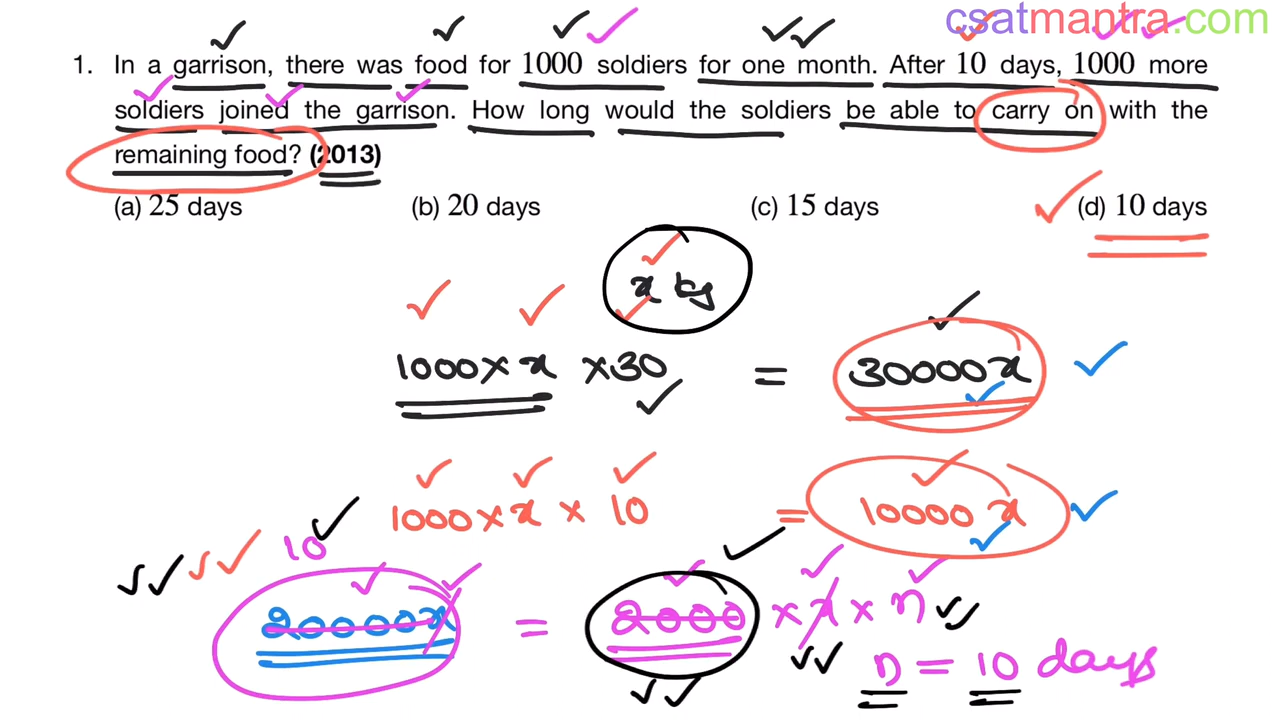 csatmantra.com
1. In a garrison, there was food for 1000 soldiers for one month. After 10 days, 1000 more
soldiers joined the garrison. How long would the soldiers be able to carry on with the
remaining food? (2013)
(a) 25 days (b) 20 days (c) 15 days (d) 10 days
x kg
1000 × x × 30 = 30000x
1000 × x × 10 = 10000 x
10
20000x = 2000 × x × n
n = 10 days